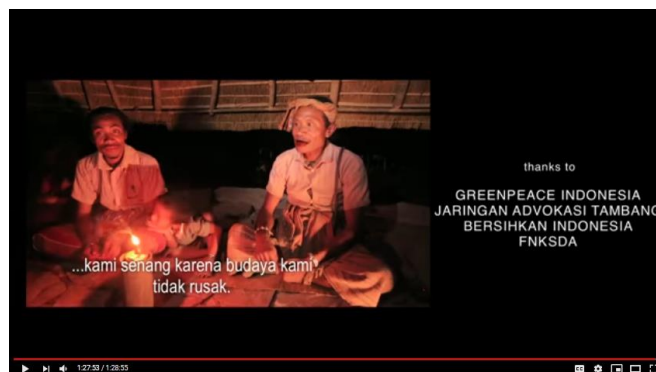 ...kami senang karena budaya kami
tidak rusak.
thanks to
GREENPEACE INDONESIA
JARINGAN ADVOKASI TAMBANG
BERSIHKAN INDONESIA
FNKSDA
1:27:53 / 1:28:55